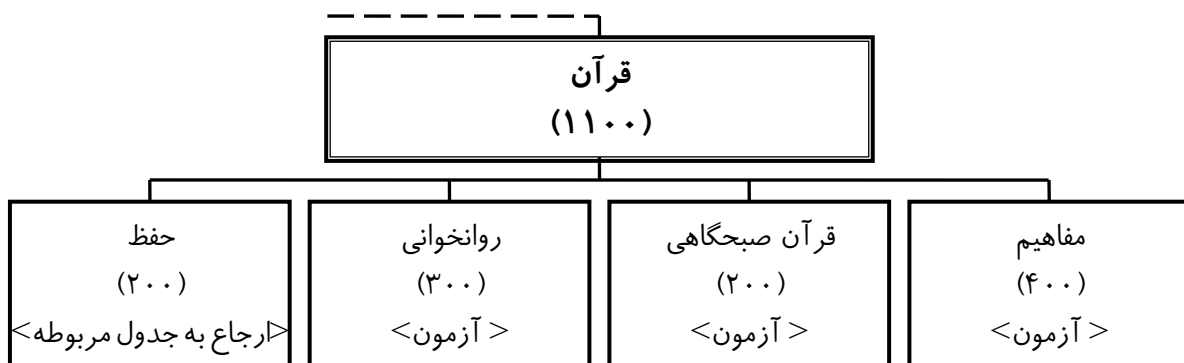 قرآن
(۱۱۰۰)
مفاهیم
(۴۰۰)
<آزمون>
قرآن صبحگاهی
(۲۰۰)
<آزمون>
روانخوانی
(۳۰۰)
<آزمون>
حفظ
(۲۰۰)
<ارجاع به جدول مربوطه>